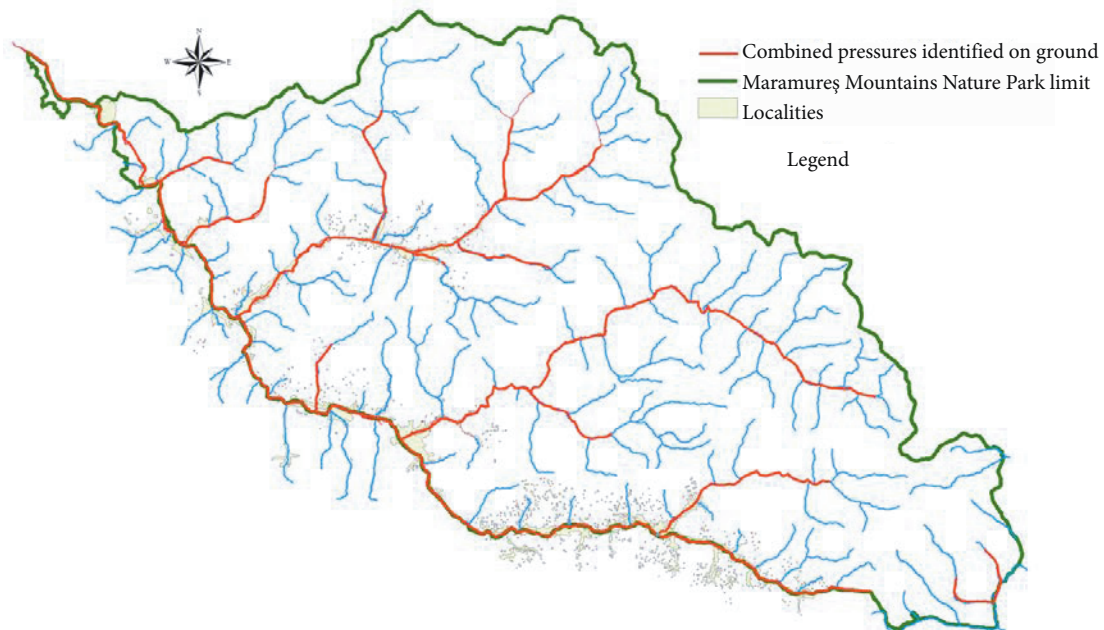 N
W
E
S
Combined pressures identified on ground
Maramureș Mountains Nature Park limit
Localities
Legend